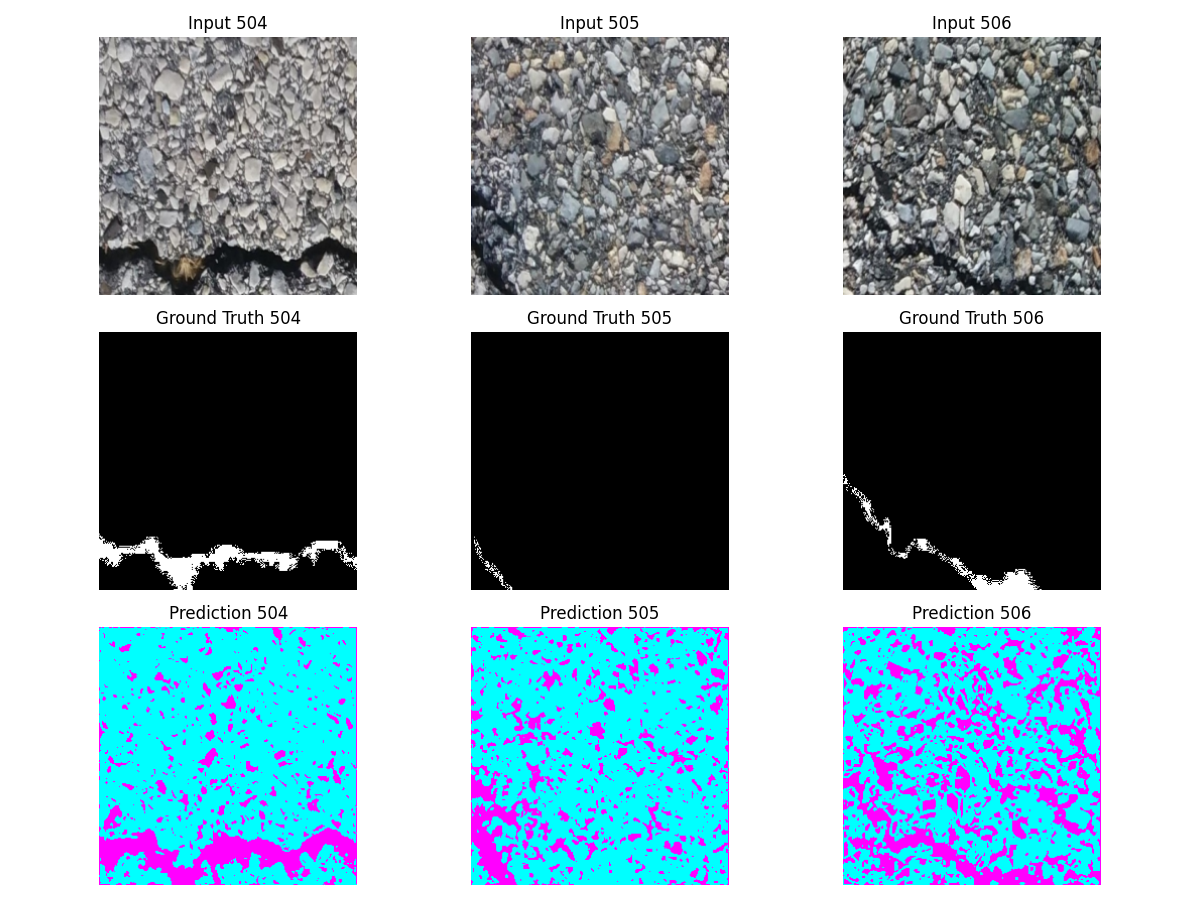 Input 504
Input 505
Input 506
Ground Truth 504
Ground Truth 505
Ground Truth 506
Prediction 504
Prediction 505
Prediction 506